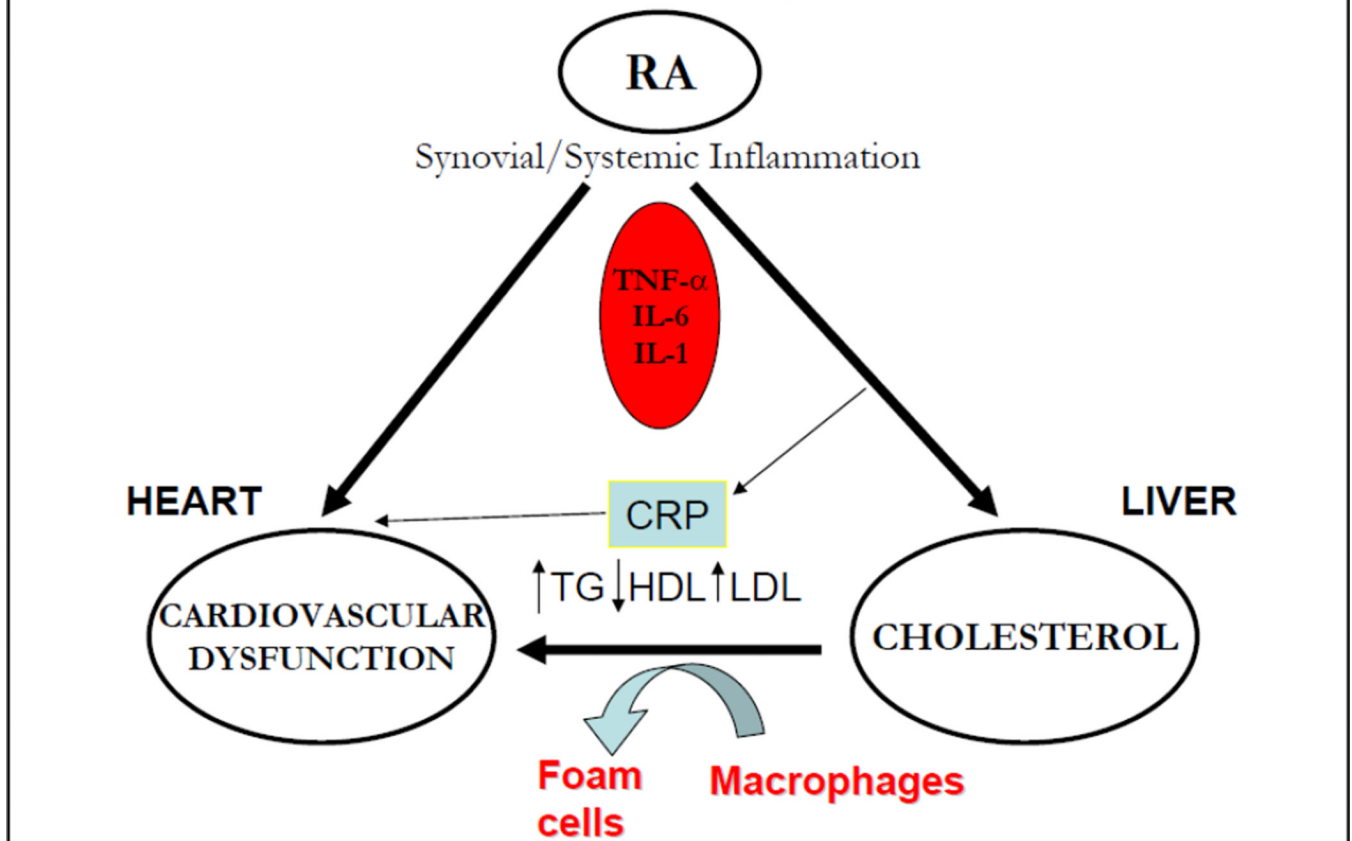 RA
Synovial/Systemic Inflammation
TNF-α
IL-6
IL-1
HEART
LIVER
CRP
↑TG↓HDL↑LDL
CARDIOVASCULAR
DYSFUNCTION
CHOLESTEROL
Foam
cells
Macrophages